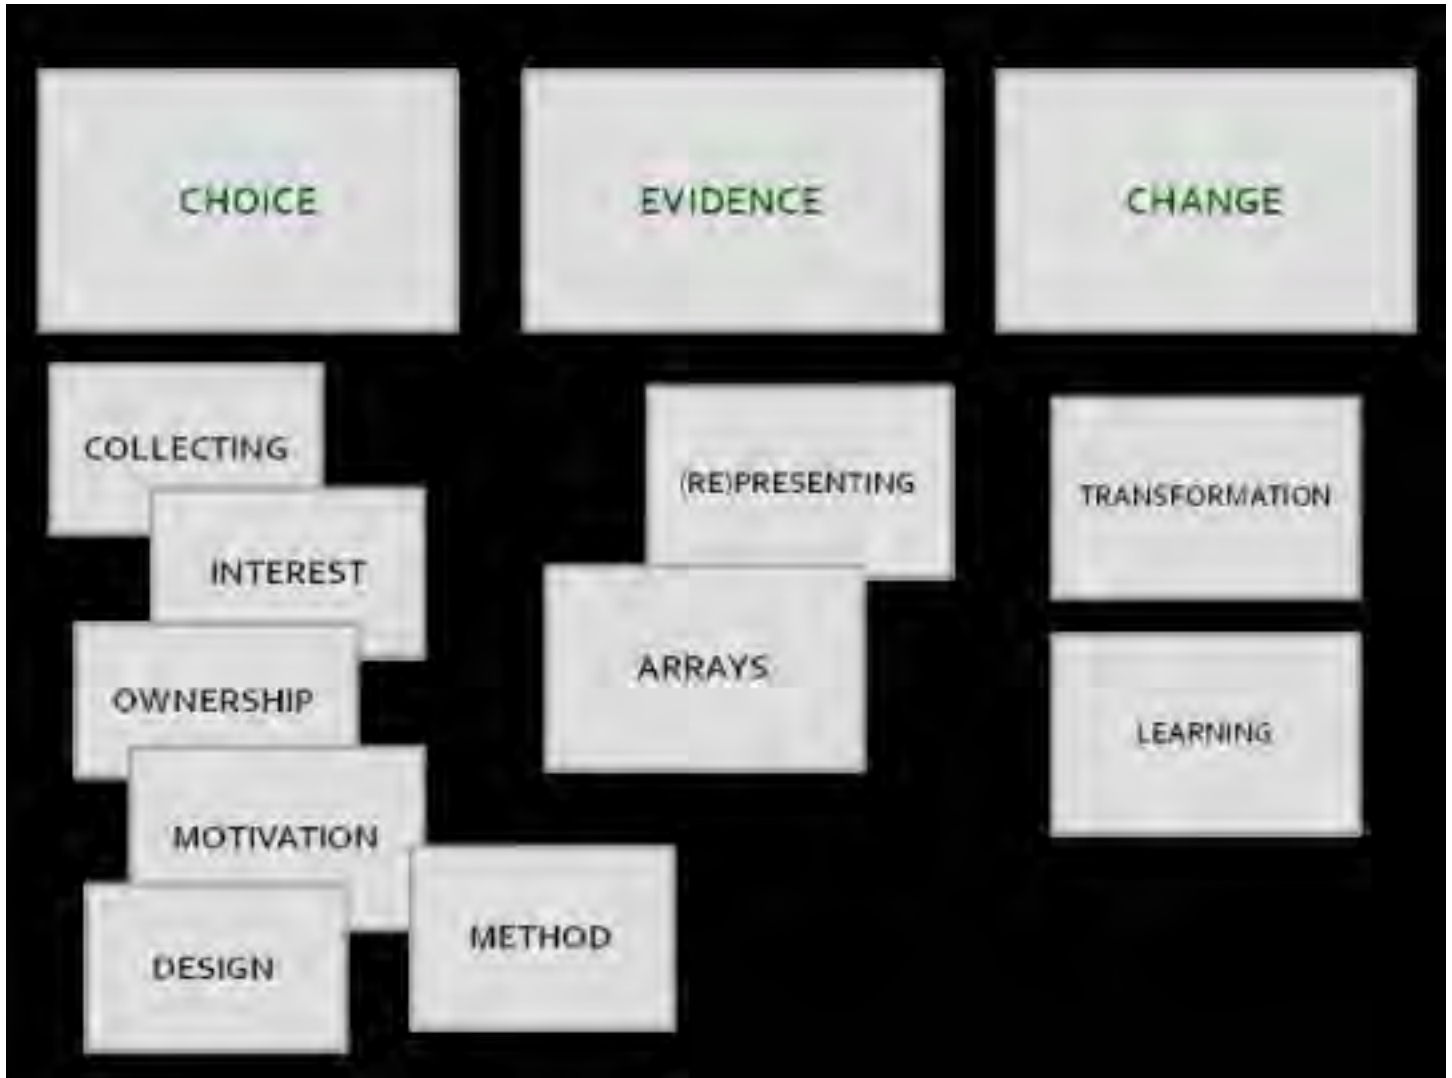 CHOICE
EVIDENCE
CHANGE
COLLECTING
INTEREST
OWNERSHIP
MOTIVATION
DESIGN
METHOD
(RE)PRESENTING
ARRAYS
TRANSFORMATION
LEARNING